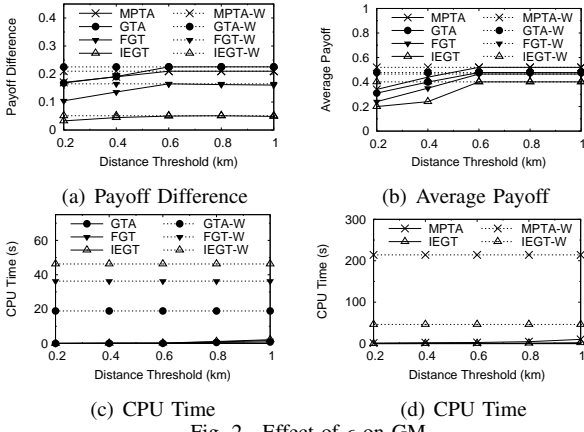 Payoff Difference
0.4
0.3
0.2
0.1
0
MPTA
GTA
FGT
IEGT
MPTA-W
GTA-W
FGT-W
IEGT-W
0.2 0.4 0.6 0.8 1
Distance Threshold (km)
(a) Payoff Difference
Average Payoff
1
0.8
0.6
0.4
0.2
0
MPTA
GTA
FGT
IEGT
MPTA-W
GTA-W
FGT-W
IEGT-W
0.2 0.4 0.6 0.8 1
Distance Threshold (km)
(b) Average Payoff
CPU Time (s)
60
40
20
0
GTA
FGT
IEGT
GTA-W
FGT-W
IEGT-W
0.2 0.4 0.6 0.8 1
Distance Threshold (km)
(c) CPU Time
CPU Time (s)
300
200
100
0
MPTA
IEGT
MPTA-W
IEGT-W
0.2 0.4 0.6 0.8 1
Distance Threshold (km)
(d) CPU Time
Fig. 2. Effect of ϵ on GM